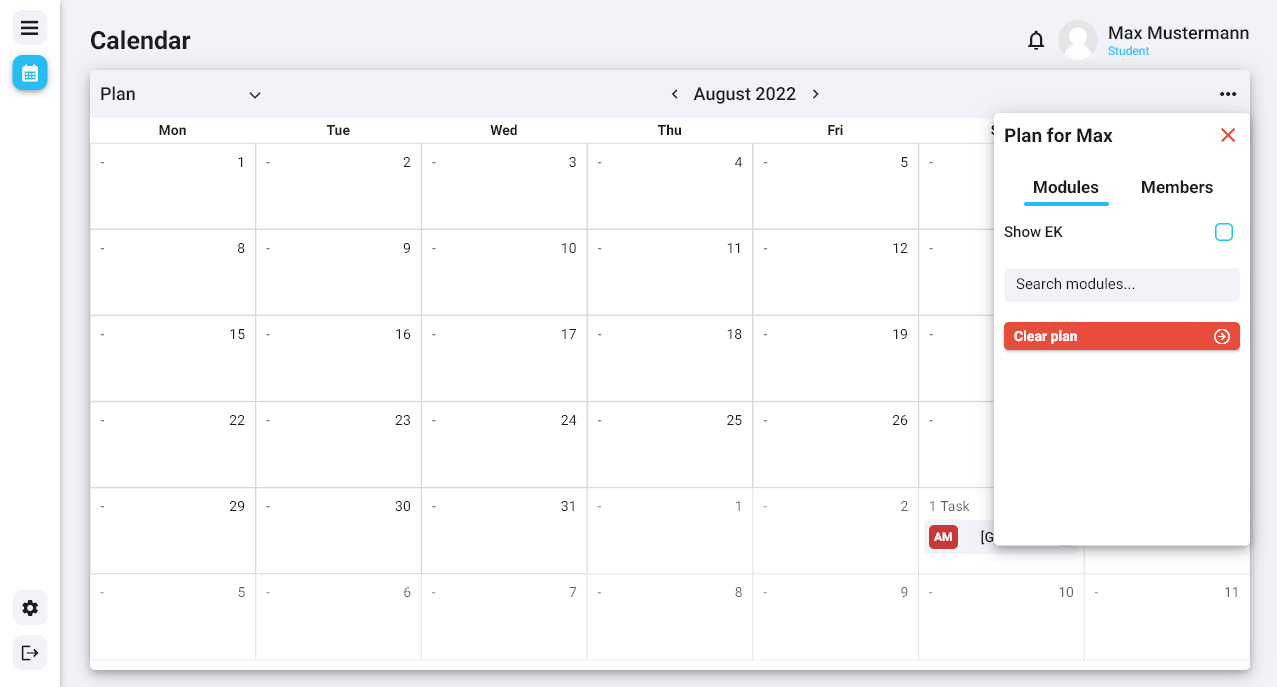 Calendar
Max Mustermann
Student
Plan
August 2022
Mon Tue Wed Thu Fri
Plan for Max
Modules Members
Show EK
Search modules...
Clear plan
- 1 - 2 - 3 - 4 - 5 -
- 8 - 9 - 10 - 11 - 12 -
- 15 - 16 - 17 - 18 - 19 -
- 22 - 23 - 24 - 25 - 26 -
- 29 - 30 - 31 - 1 - 2 1 Task
AM [G
- 5 - 6 - 7 - 8 - 9 - 10 - 11